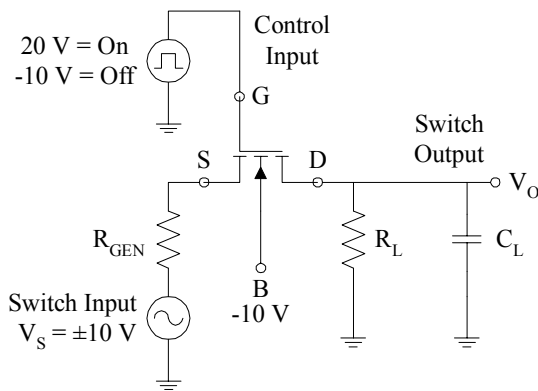 20 V = On
-10 V = Off
Control
Input
G
S
D
Switch
Output
V_O
R_GEN
R_L
C_L
B
-10 V
Switch Input
V_S = ±10 V